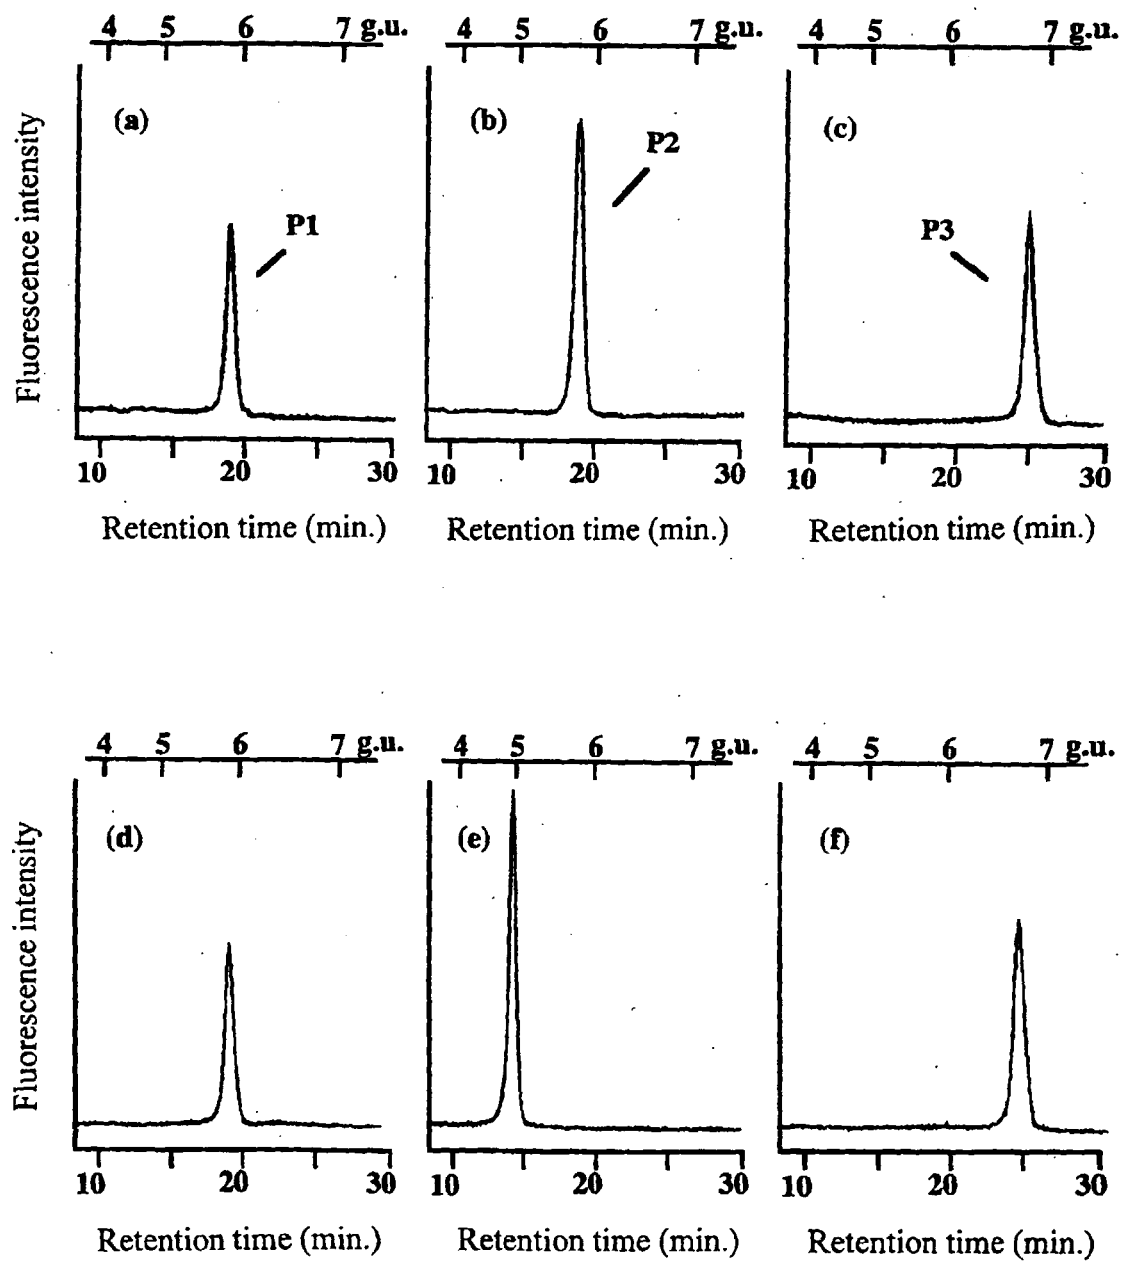 4 5 6 7 g.u. 4 5 6 7 g.u. 4 5 6 7 g.u.
(a) (b) (c)
P1 P2 P3
Fluorescence intensity
10 20 30 10 20 30 10 20 30
Retention time (min.) Retention time (min.) Retention time (min.)
4 5 6 7 g.u. 4 5 6 7 g.u. 4 5 6 7 g.u.
(d) (e) (f)
Fluorescence intensity
10 20 30 10 20 30 10 20 30
Retention time (min.) Retention time (min.) Retention time (min.)